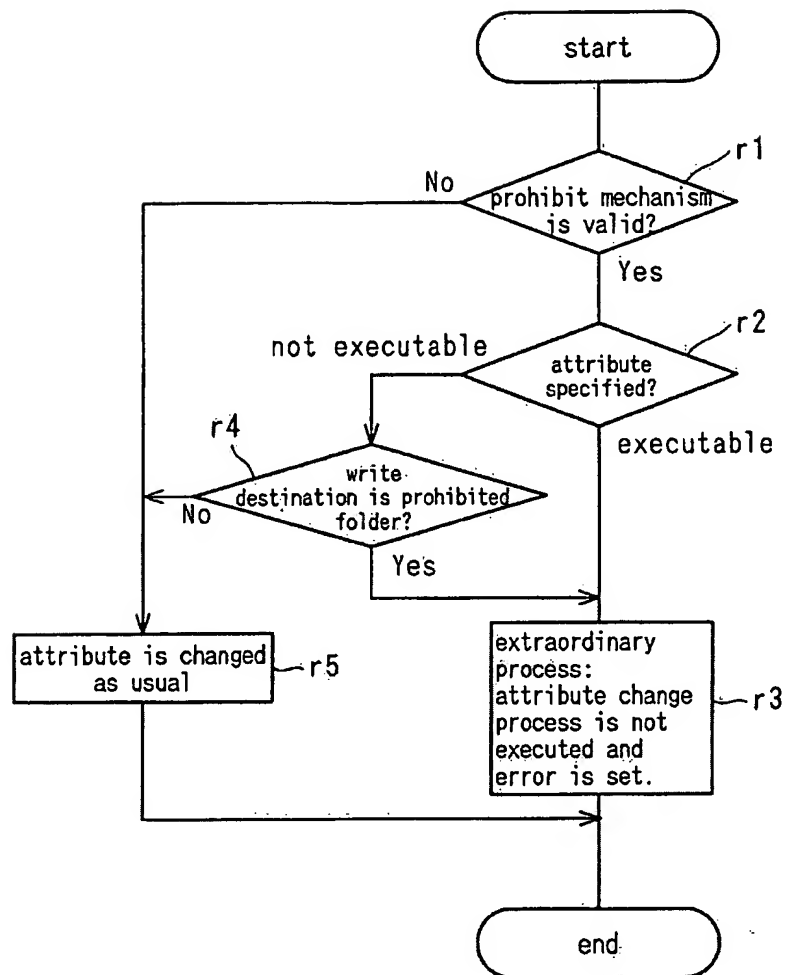 start
r1
No
prohibit mechanism
is valid?
Yes
r2
not executable
attribute
specified?
executable
r4
write
destination is prohibited
folder?
No
Yes
attribute is changed
as usual
r5
extraordinary
process:
attribute change
process is not
executed and
error is set.
r3
end